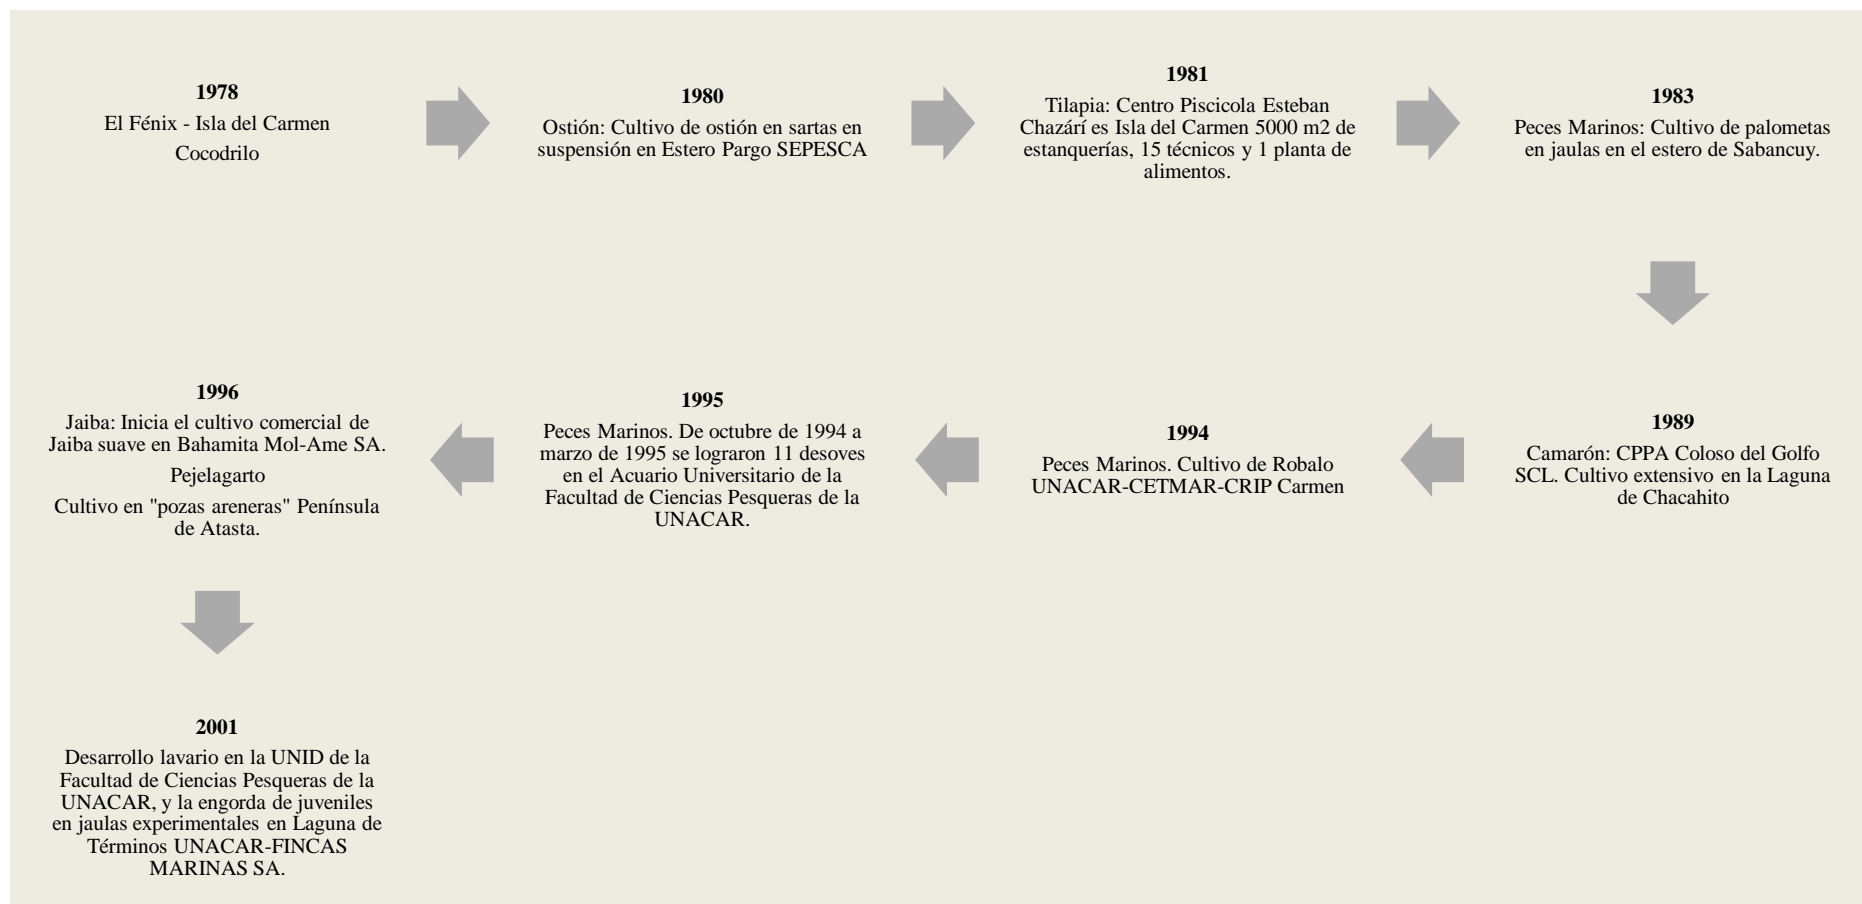 1978
El Fénix - Isla del Carmen
Cocodrilo
1980
Ostión: Cultivo de ostión en sartas en
suspensión en Estero Pargo SEPESCA
1981
Tilapia: Centro Piscicola Esteban
Chazárí es Isla del Carmen 5000 m2 de
estanquerías, 15 técnicos y 1 planta de
alimentos.
1983
Peces Marinos: Cultivo de palometas
en jaulas en el estero de Sabancuy.
1989
Camarón: CPPA Coloso del Golfo
SCL. Cultivo extensivo en la Laguna
de Chacahito
1994
Peces Marinos. Cultivo de Robalo
UNACAR-CETMAR-CRIP Carmen
1995
Peces Marinos. De octubre de 1994 a
marzo de 1995 se lograron 11 desoves
en el Acuario Universitario de la
Facultad de Ciencias Pesqueras de la
UNACAR.
1996
Jaiba: Inicia el cultivo comercial de
Jaiba suave en Bahamita Mol-Ame SA.
Pejelagarto
Cultivo en "pozas areneras" Península
de Atasta.
2001
Desarrollo lavario en la UNID de la
Facultad de Ciencias Pesqueras de la
UNACAR, y la engorda de juveniles
en jaulas experimentales en Laguna de
Términos UNACAR-FINCAS
MARINAS SA.